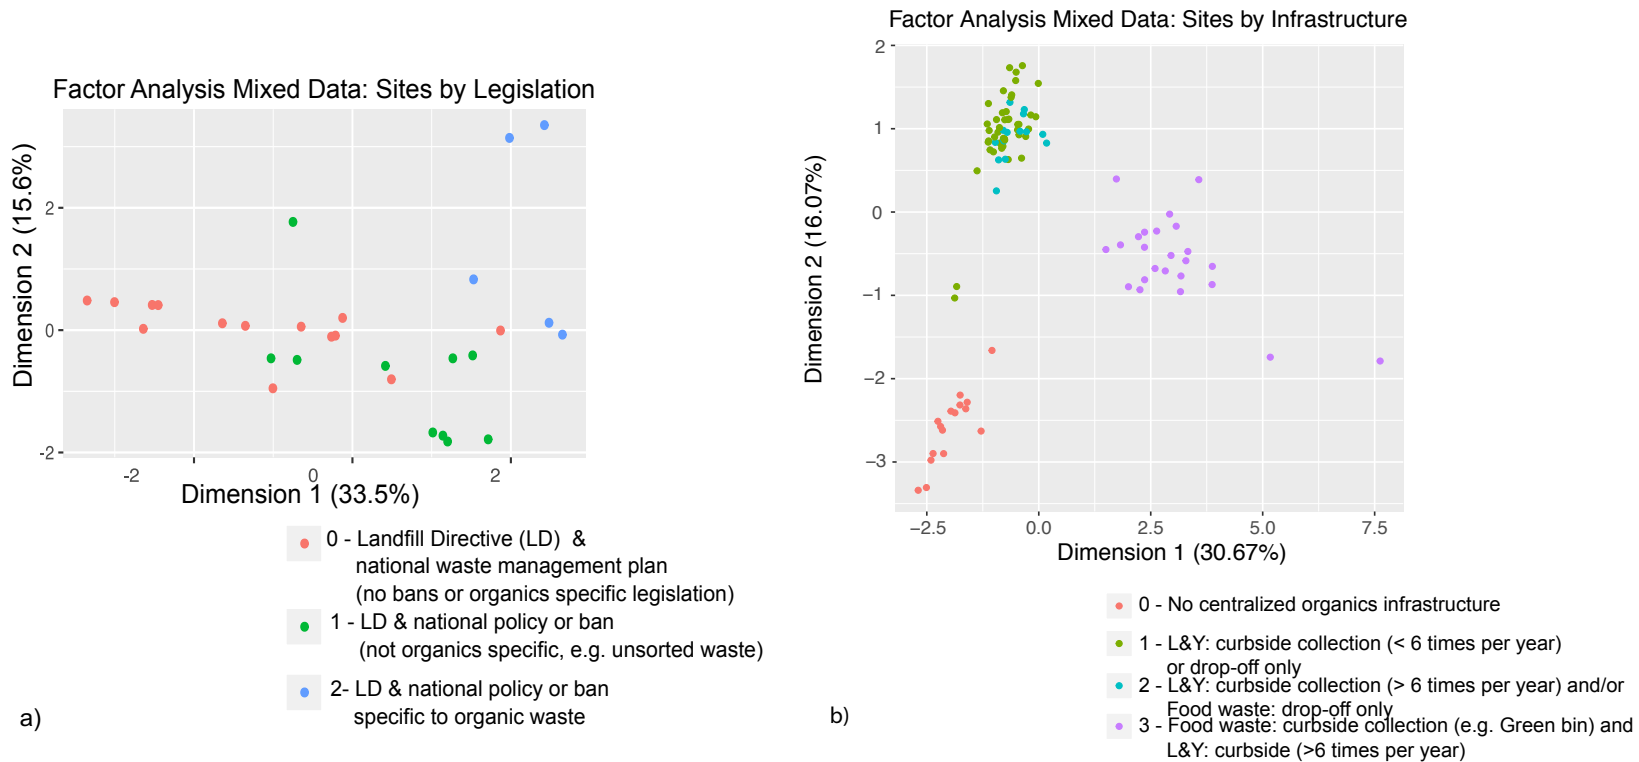 Factor Analysis Mixed Data: Sites by Legislation
Dimension 2 (15.6%)
2
0
-2
-2
0
2
Dimension 1 (33.5%)
0 - Landfill Directive (LD) &
national waste management plan
(no bans or organics specific legislation)
1 - LD & national policy or ban
(not organics specific, e.g. unsorted waste)
2- LD & national policy or ban
specific to organic waste
a)
Factor Analysis Mixed Data: Sites by Infrastructure
Dimension 2 (16.07%)
2
1
0
−1
−2
−3
−2.5
0.0
2.5
5.0
7.5
Dimension 1 (30.67%)
0 - No centralized organics infrastructure
1 - L&Y: curbside collection (< 6 times per year)
or drop-off only
2 - L&Y: curbside collection (> 6 times per year) and/or
Food waste: drop-off only
3 - Food waste: curbside collection (e.g. Green bin) and
L&Y: curbside (>6 times per year)
b)